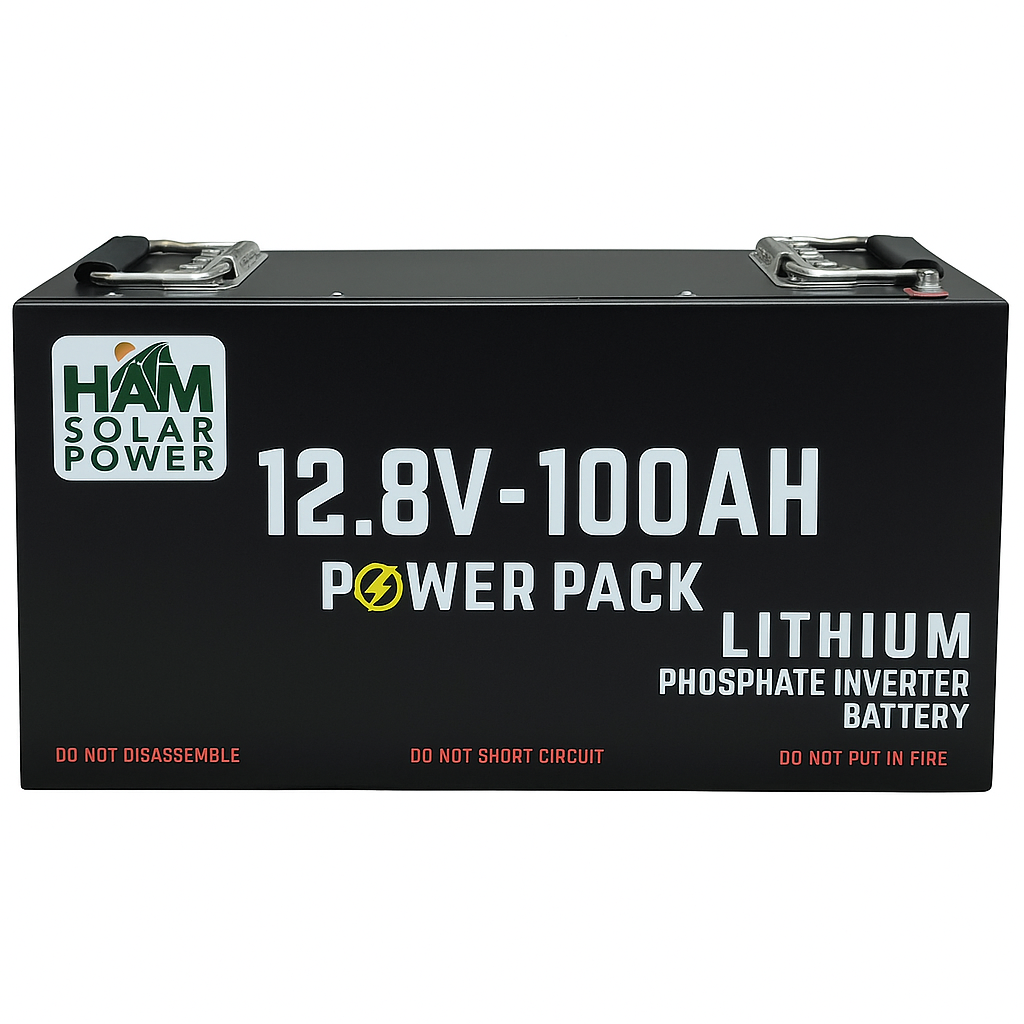 HAM
SOLAR
POWER
12.8V-100AH
POWER PACK
LITHIUM
PHOSPHATE INVERTER
BATTERY
DO NOT DISASSEMBLE
DO NOT SHORT CIRCUIT
DO NOT PUT IN FIRE